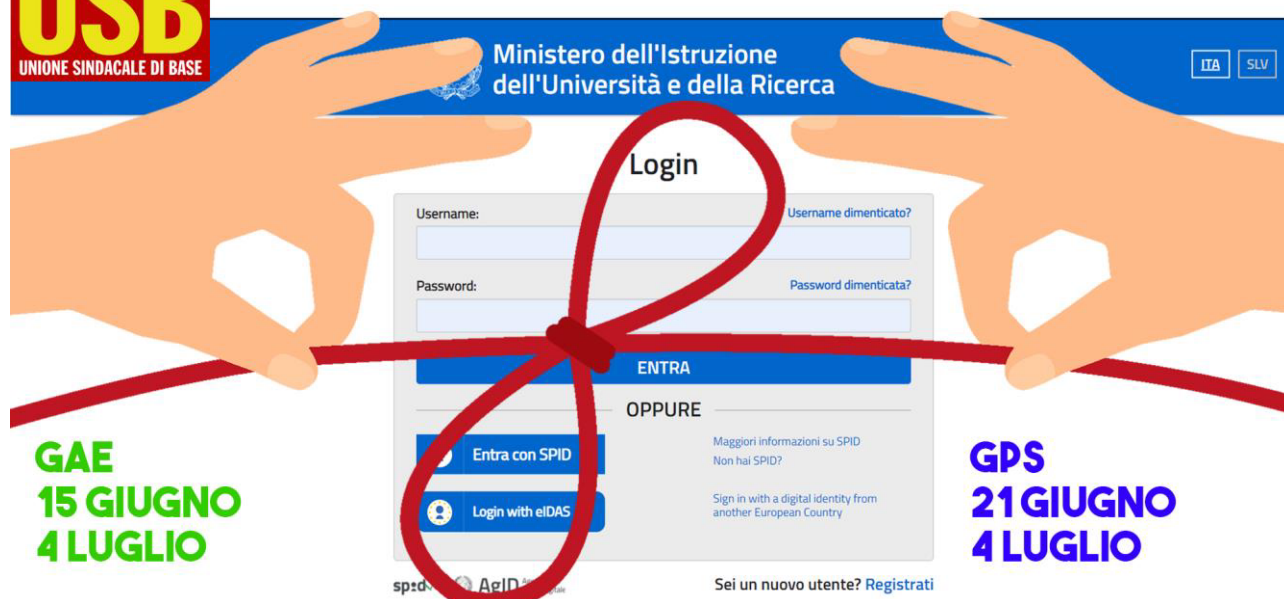 USB
UNIONE SINDACALE DI BASE
Ministero dell'Istruzione
dell'Università e della Ricerca
ITA
SLV
Login
Username:
Username dimenticato?
Password:
Password dimenticata?
ENTRA
OPPURE
Entra con SPID
Maggiori informazioni su SPID
Non hai SPID?
Login with eIDAS
Sign in with a digital identity from
another European Country
GAE
15 GIUGNO
4 LUGLIO
GPS
21 GIUGNO
4 LUGLIO
sp:d
AgID
Sei un nuovo utente? Registrati